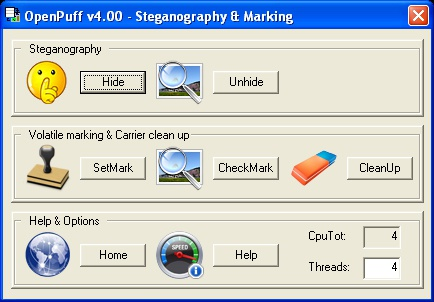 OpenPuff v4.00 - Steganography & Marking
Steganography
Hide
Unhide
Volatile marking & Carrier clean up
SetMark
CheckMark
CleanUp
Help & Options
Home
SPEED
Help
CpuTot: 4
Threads: 4